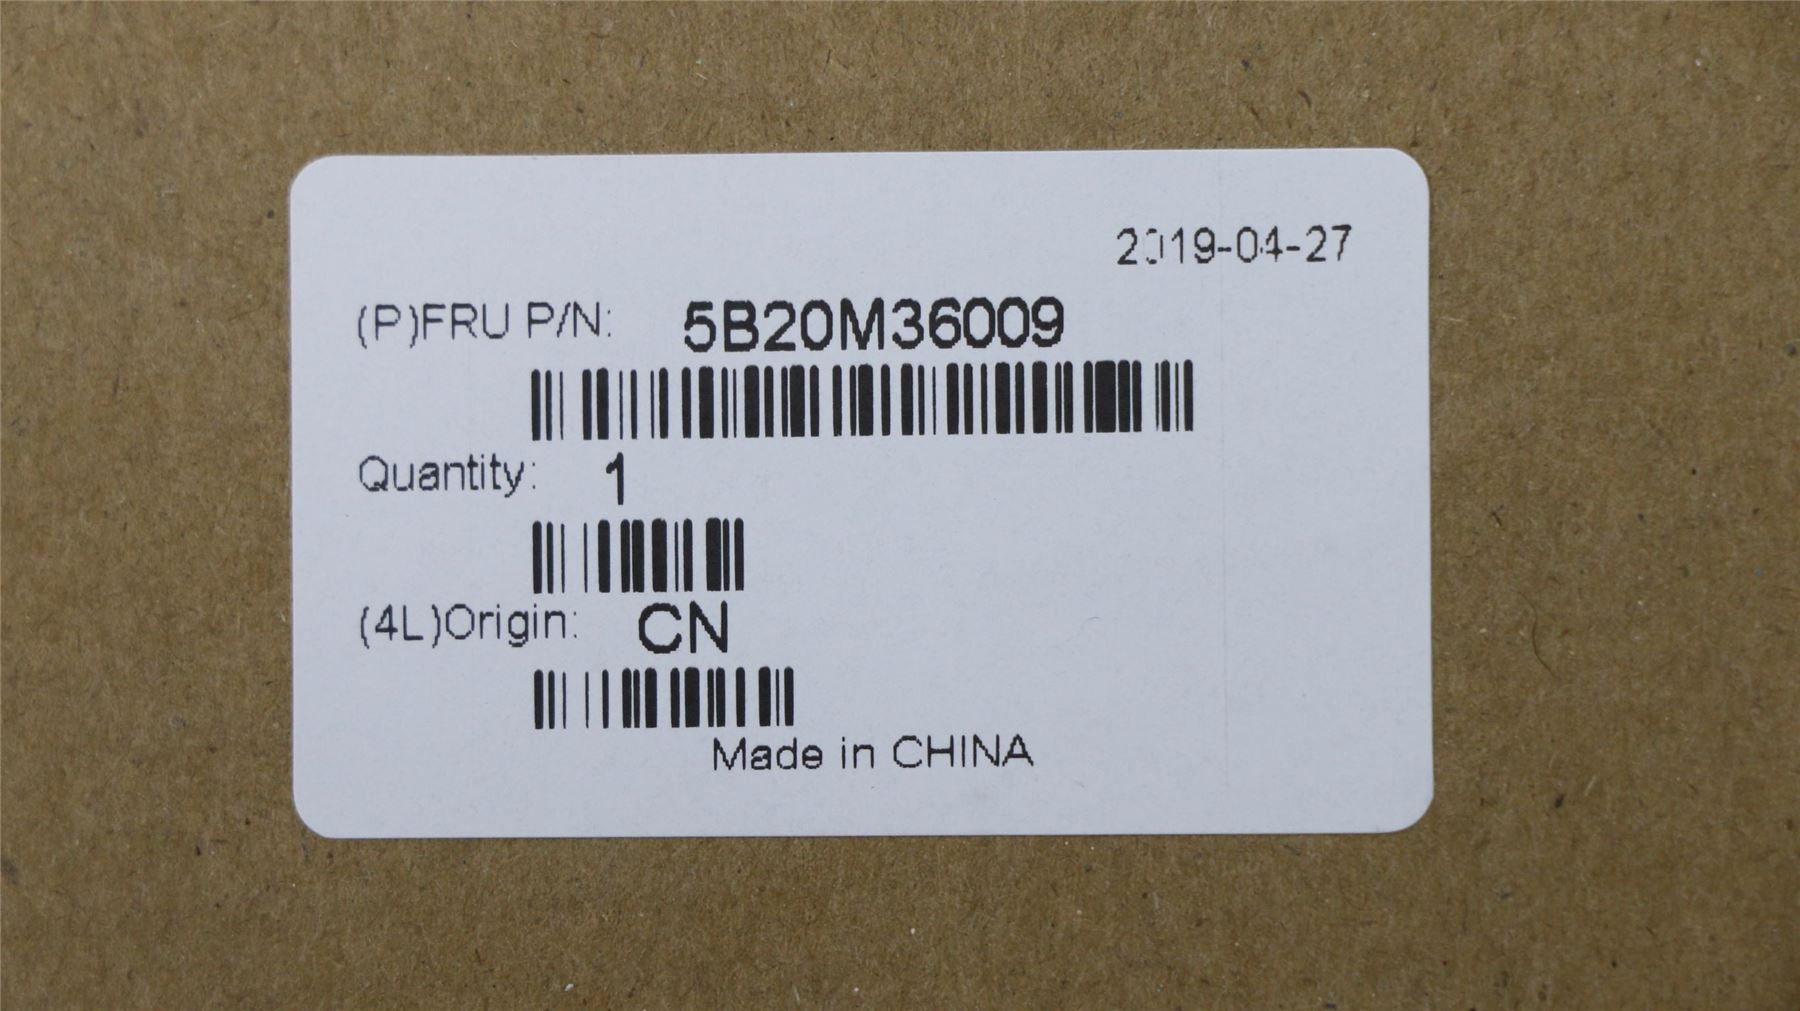 2019-04-27
(P)FRU P/N: 5B20M36009
Quantity: 1
(4L)Origin: CN
Made in CHINA